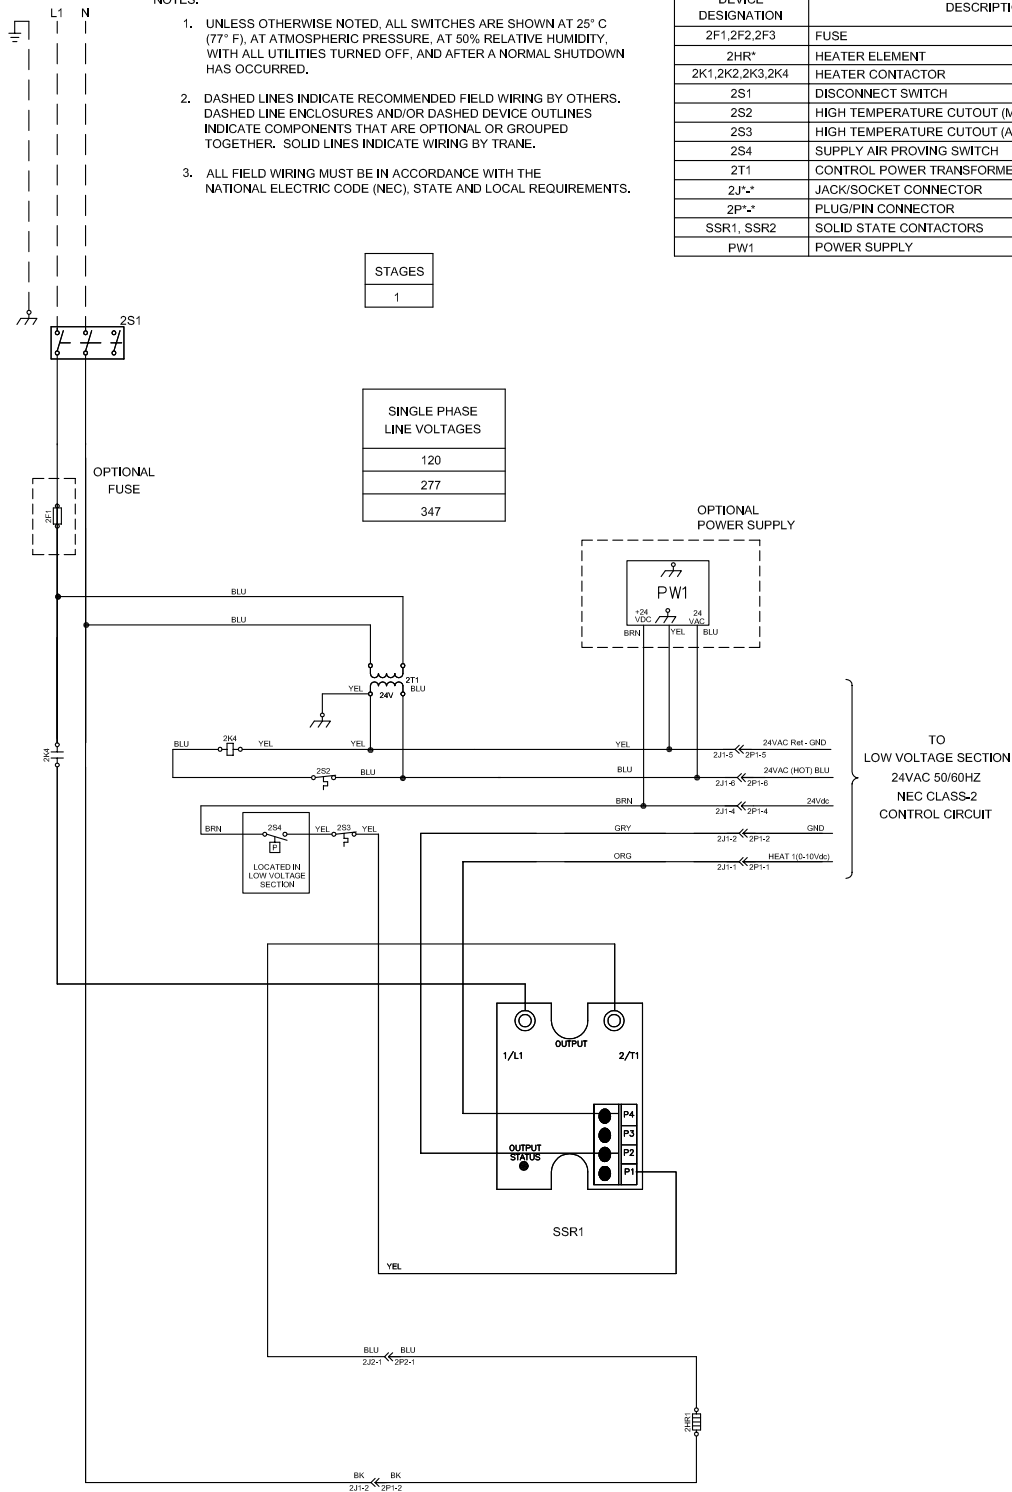 NOTES:
L1 N
1. UNLESS OTHERWISE NOTED, ALL SWITCHES ARE SHOWN AT 25° C
(77° F), AT ATMOSPHERIC PRESSURE, AT 50% RELATIVE HUMIDITY,
WITH ALL UTILITIES TURNED OFF, AND AFTER A NORMAL SHUTDOWN
HAS OCCURRED.
2. DASHED LINES INDICATE RECOMMENDED FIELD WIRING BY OTHERS.
DASHED LINE ENCLOSURES AND/OR DASHED DEVICE OUTLINES
INDICATE COMPONENTS THAT ARE OPTIONAL OR GROUPED
TOGETHER. SOLID LINES INDICATE WIRING BY TRANE.
3. ALL FIELD WIRING MUST BE IN ACCORDANCE WITH THE
NATIONAL ELECTRIC CODE (NEC), STATE AND LOCAL REQUIREMENTS.
DEVICE
DESIGNATION DESCRIPTI
2F1,2F2,2F3 FUSE
2HR* HEATER ELEMENT
2K1,2K2,2K3,2K4 HEATER CONTACTOR
2S1 DISCONNECT SWITCH
2S2 HIGH TEMPERATURE CUTOUT (M
2S3 HIGH TEMPERATURE CUTOUT (A
2S4 SUPPLY AIR PROVING SWITCH
2T1 CONTROL POWER TRANSFORME
2J*-* JACK/SOCKET CONNECTOR
2P*-* PLUG/PIN CONNECTOR
SSR1, SSR2 SOLID STATE CONTACTORS
PW1 POWER SUPPLY
STAGES
1
2S1
SINGLE PHASE
LINE VOLTAGES
120
277
347
OPTIONAL
FUSE
2F1
OPTIONAL
POWER SUPPLY
PW1
+24
VDC
24
VAC
BRN YEL BLU
BLU
BLU
2T1
YEL 24V BLU
2K4
BLU YEL YEL YEL 2J1-5 2P1-5 24VAC Ret - GND
2K4
2S2 BLU BLU 2J1-6 2P1-6 24VAC (HOT) BLU
BRN 2J1-4 2P1-4 24Vdc
BRN 2S4 YEL 2S3 YEL GRY 2J1-2 2P1-2 GND
P
LOCATED IN
LOW VOLTAGE
SECTION
ORG 2J1-1 2P1-1 HEAT 1(0-10Vdc)
TO
LOW VOLTAGE SECTION
24VAC 50/60HZ
NEC CLASS-2
CONTROL CIRCUIT
OUTPUT
1/L1 2/T1
P4
P3
P2
P1
OUTPUT
STATUS
SSR1
YEL
BLU BLU
2J2-1 2P2-1
2HR1
BK BK
2J1-2 2P1-2